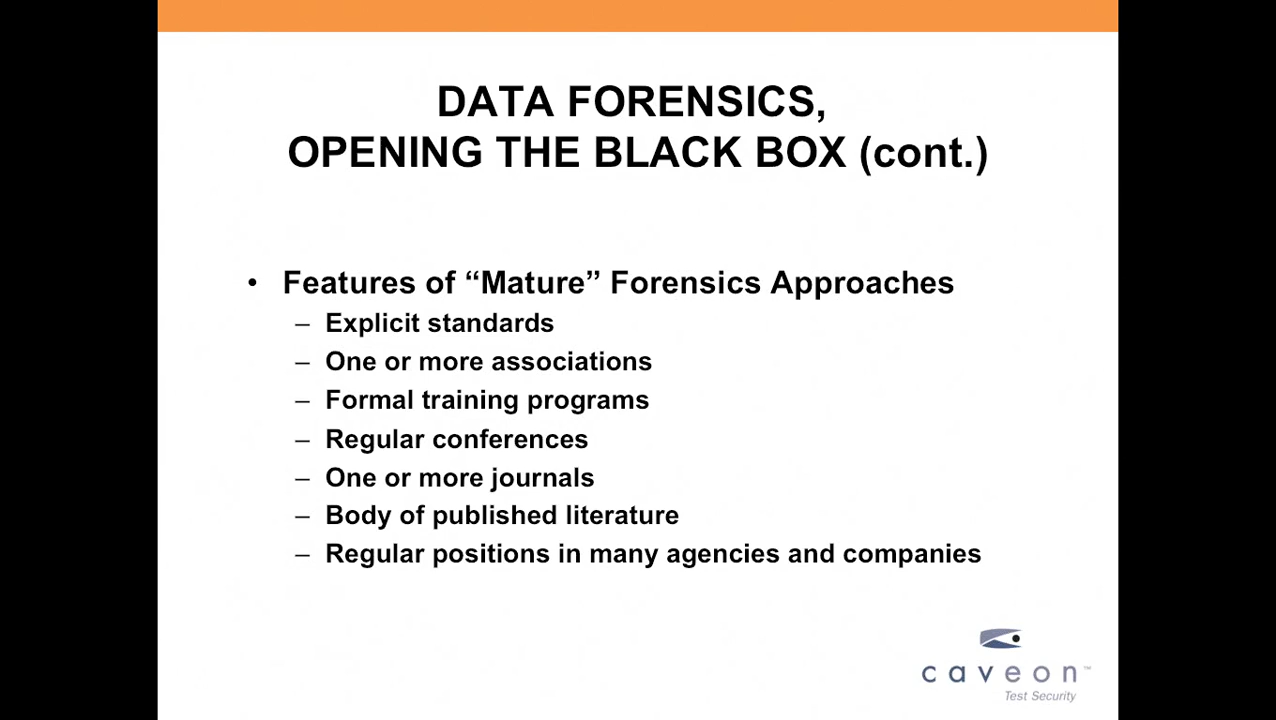 DATA FORENSICS,
OPENING THE BLACK BOX (cont.)
• Features of “Mature” Forensics Approaches
– Explicit standards
– One or more associations
– Formal training programs
– Regular conferences
– One or more journals
– Body of published literature
– Regular positions in many agencies and companies
caveon™
Test Security